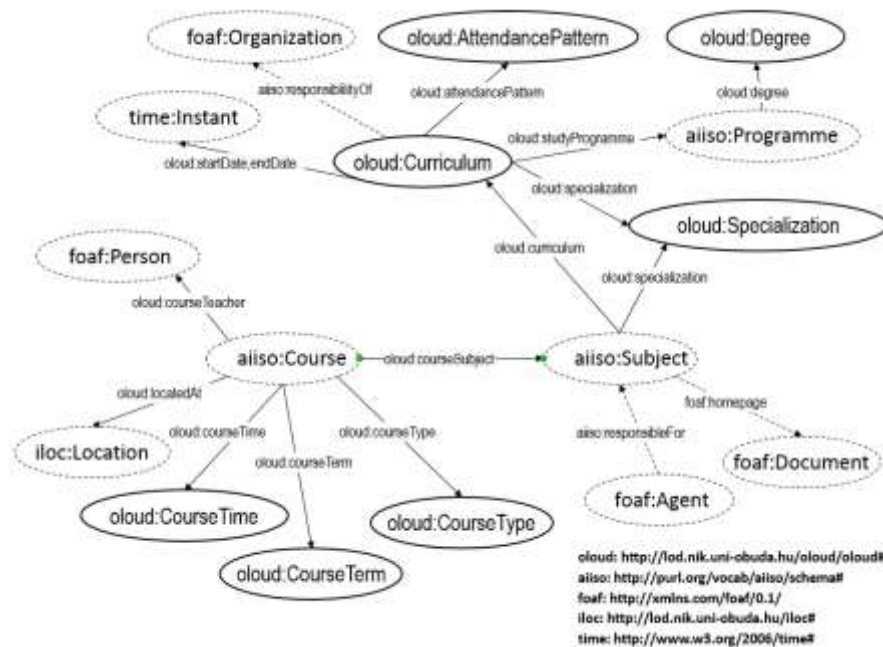 foaf:Organization
oloud:AttendancePattern
oloud:Degree
aiiso:responsibilityOf
oloud:attendancePattern
oloud:degree
time:Instant
oloud:studyProgramme
aiiso:Programme
oloud:startDate,endDate
oloud:Curriculum
oloud:specialization
oloud:Specialization
oloud:curriculum
foaf:Person
oloud:specialization
oloud:courseTeacher
aiiso:Course
oloud:courseSubject
aiiso:Subject
oloud:locatedAt
foaf:homepage
oloud:courseTime
oloud:courseType
aiiso:responsibleFor
iloc:Location
oloud:courseTerm
foaf:Document
foaf:Agent
oloud:CourseTime
oloud:CourseType
oloud:CourseTerm
oloud: http://lod.nik.uni-obuda.hu/oloud/oloud#
aiiso: http://purl.org/vocab/aiiso/schema#
foaf: http://xmlns.com/foaf/0.1/
iloc: http://lod.nik.uni-obuda.hu/iloc#
time: http://www.w3.org/2006/time#